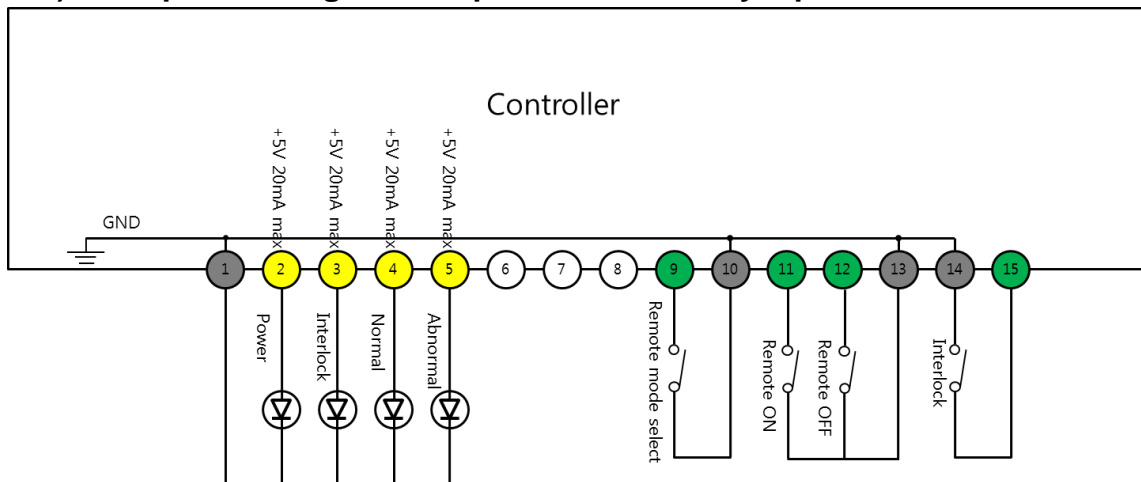 Controller
+5V 20mA max
+5V 20mA max
+5V 20mA max
+5V 20mA max
GND
1
2
3
4
5
6
7
8
9
10
11
12
13
14
15
Power
Interlock
Normal
Abnormal
Remote mode select
Remote ON
Remote OFF
Interlock